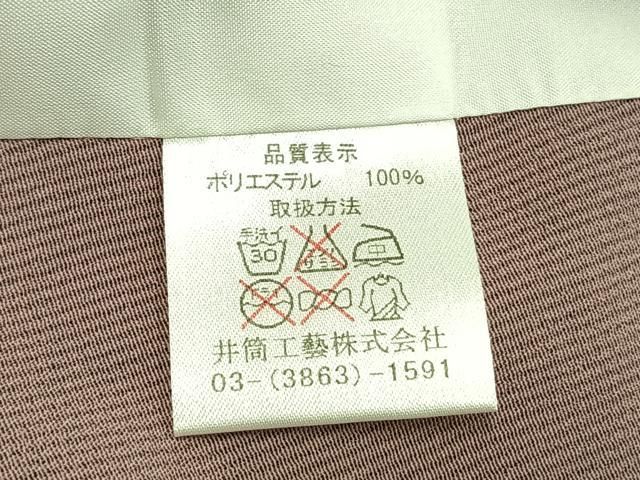 品質表示
ポリエステル 100%
取扱方法
手洗イ
30
中
井筒工藝株式会社
03-(3863)-1591